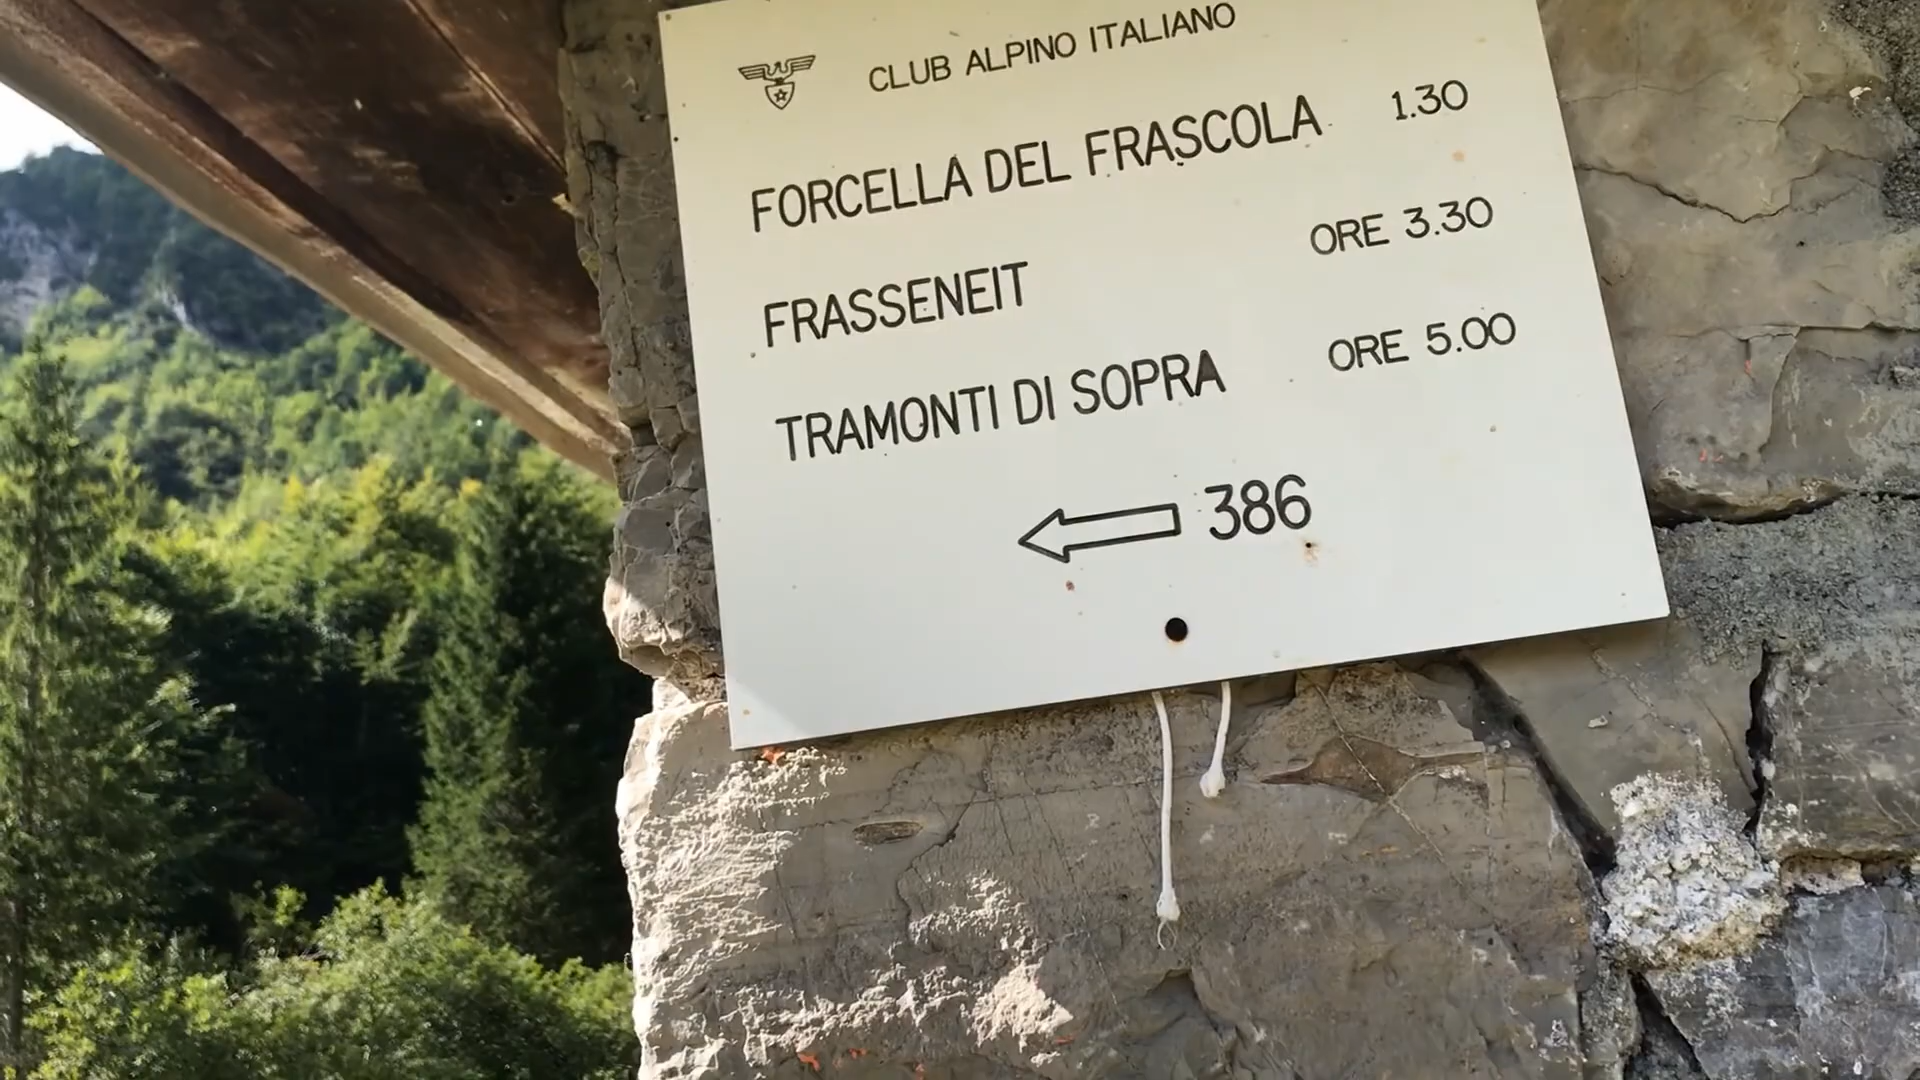 CLUB ALPINO ITALIANO
FORCELLA DEL FRASCOLA 1.30
FRASSENEIT ORE 3.30
TRAMONTI DI SOPRA ORE 5.00
386